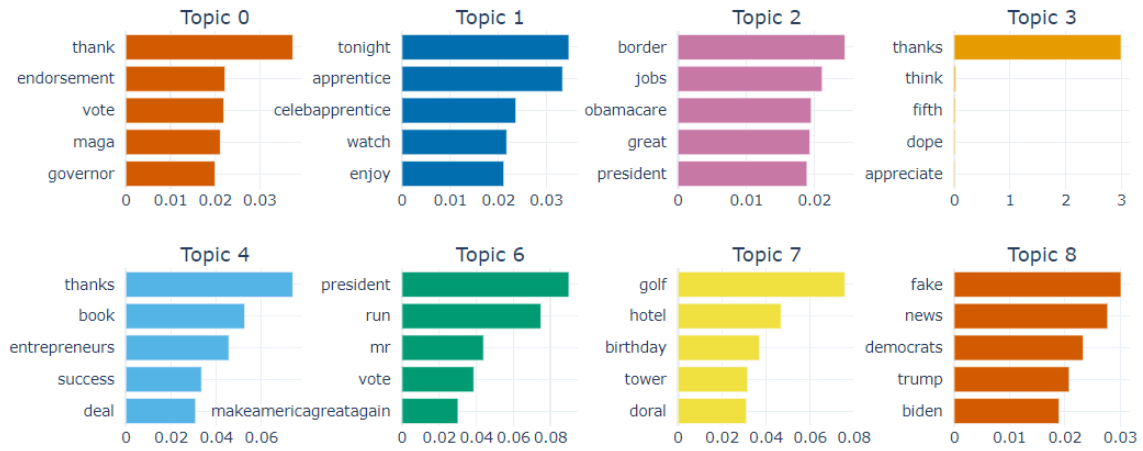 Topic 0
thank
endorsement
vote
maga
governor
0 0.01 0.02 0.03
Topic 1
tonight
apprentice
celebapprentice
watch
enjoy
0 0.01 0.02 0.03
Topic 2
border
jobs
obamacare
great
president
0 0.01 0.02
Topic 3
thanks
think
fifth
dope
appreciate
0 1 2 3
Topic 4
thanks
book
entrepreneurs
success
deal
0 0.02 0.04 0.06
Topic 6
president
run
mr
vote
makeamericagreatagain
0 0.02 0.04 0.06 0.08
Topic 7
golf
hotel
birthday
tower
doral
0 0.02 0.04 0.06 0.08
Topic 8
fake
news
democrats
trump
biden
0 0.01 0.02 0.03